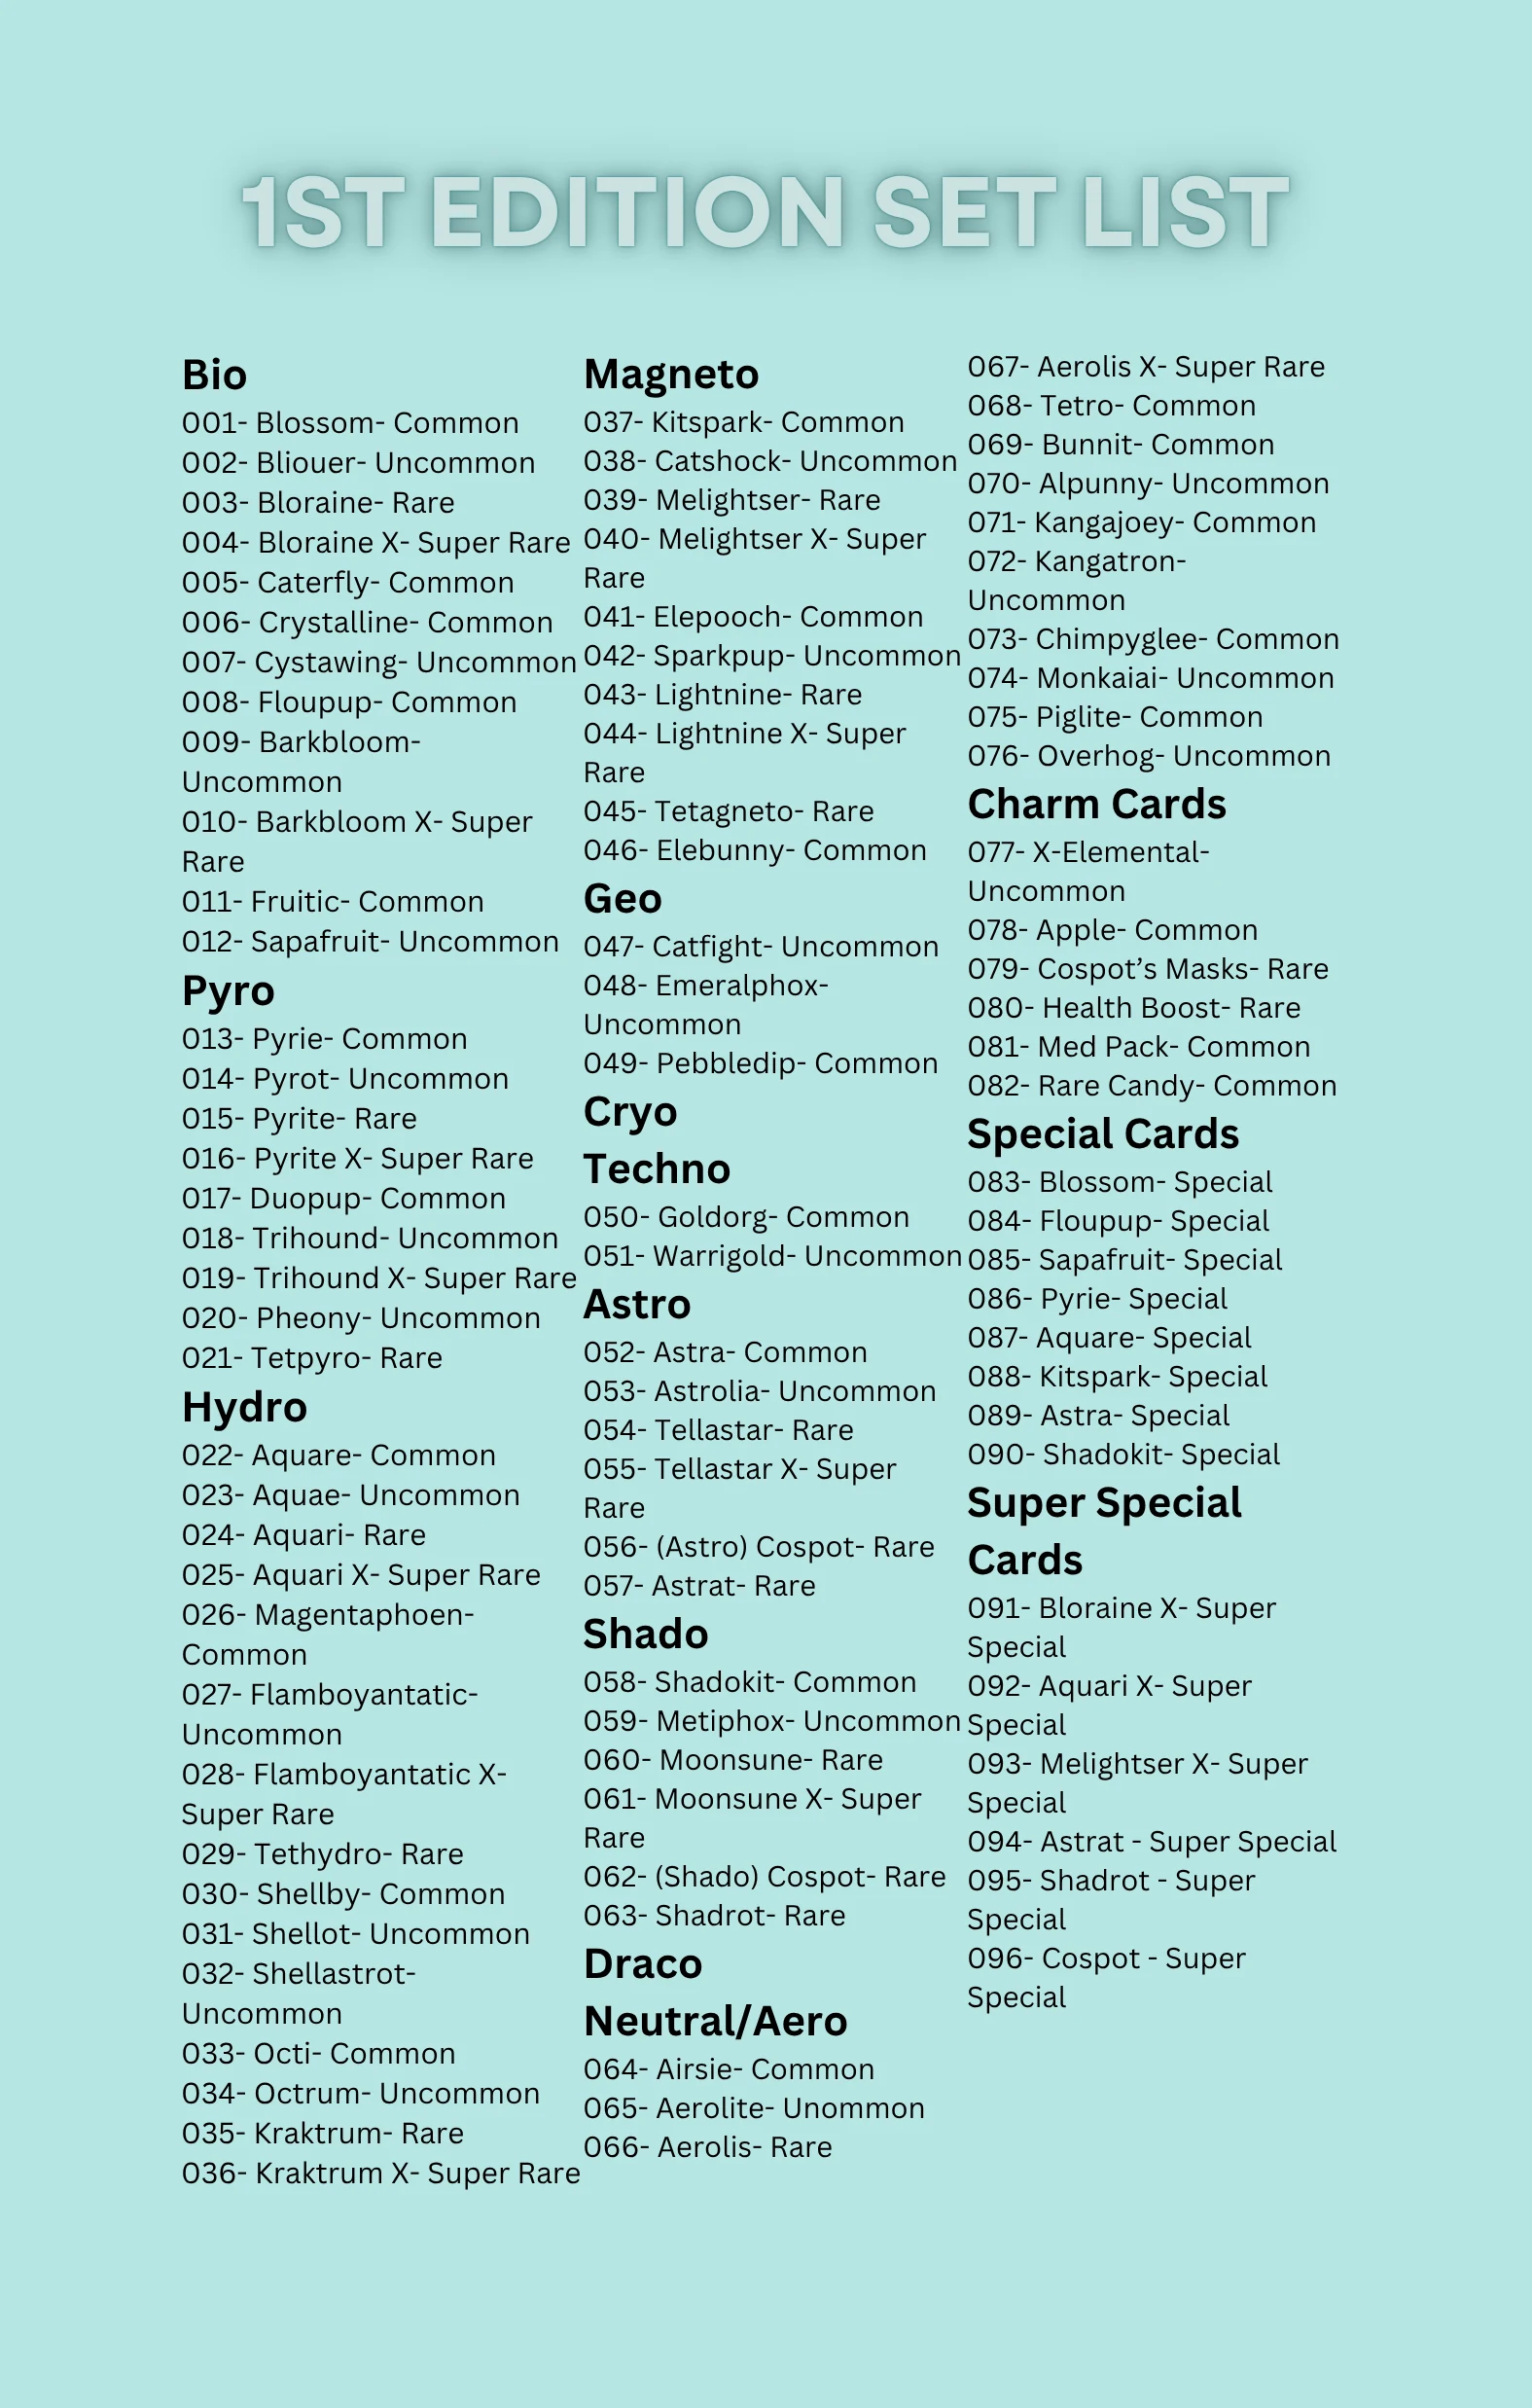 1ST EDITION SET LIST
Bio
001- Blossom- Common
002- Bliouer- Uncommon
003- Bloraine- Rare
004- Bloraine X- Super Rare
005- Caterfly- Common
006- Crystalline- Common
007- Cystawing- Uncommon
008- Floupup- Common
009- Barkbloom-
Uncommon
010- Barkbloom X- Super
Rare
011- Fruitic- Common
012- Sapafruit- Uncommon
Pyro
013- Pyrie- Common
014- Pyrot- Uncommon
015- Pyrite- Rare
016- Pyrite X- Super Rare
017- Duopup- Common
018- Trihound- Uncommon
019- Trihound X- Super Rare
020- Pheony- Uncommon
021- Tetpyro- Rare
Hydro
022- Aquare- Common
023- Aquae- Uncommon
024- Aquari- Rare
025- Aquari X- Super Rare
026- Magentaphoen-
Common
027- Flamboyantatic-
Uncommon
028- Flamboyantatic X-
Super Rare
029- Tethydro- Rare
030- Shellby- Common
031- Shellot- Uncommon
032- Shellastrot-
Uncommon
033- Octi- Common
034- Octrum- Uncommon
035- Kraktrum- Rare
036- Kraktrum X- Super Rare
Magneto
037- Kitspark- Common
038- Catshock- Uncommon
039- Melightser- Rare
040- Melightser X- Super
Rare
041- Elepooch- Common
042- Sparkpup- Uncommon
043- Lightnine- Rare
044- Lightnine X- Super
Rare
045- Tetagneto- Rare
046- Elebunny- Common
Geo
047- Catfight- Uncommon
048- Emeralphox-
Uncommon
049- Pebbledip- Common
Cryo
Techno
050- Goldorg- Common
051- Warrigold- Uncommon
Astro
052- Astra- Common
053- Astrolia- Uncommon
054- Tellastar- Rare
055- Tellastar X- Super
Rare
056- (Astro) Cospot- Rare
057- Astrat- Rare
Shado
058- Shadokit- Common
059- Metiphox- Uncommon
060- Moonsune- Rare
061- Moonsune X- Super
Rare
062- (Shado) Cospot- Rare
063- Shadrot- Rare
Draco
Neutral/Aero
064- Airsie- Common
065- Aerolite- Unommon
066- Aerolis- Rare
067- Aerolis X- Super Rare
068- Tetro- Common
069- Bunnit- Common
070- Alpunny- Uncommon
071- Kangajoey- Common
072- Kangatron-
Uncommon
073- Chimpyglee- Common
074- Monkaiai- Uncommon
075- Piglite- Common
076- Overhog- Uncommon
Charm Cards
077- X-Elemental-
Uncommon
078- Apple- Common
079- Cospot’s Masks- Rare
080- Health Boost- Rare
081- Med Pack- Common
082- Rare Candy- Common
Special Cards
083- Blossom- Special
084- Floupup- Special
085- Sapafruit- Special
086- Pyrie- Special
087- Aquare- Special
088- Kitspark- Special
089- Astra- Special
090- Shadokit- Special
Super Special
Cards
091- Bloraine X- Super
Special
092- Aquari X- Super
Special
093- Melightser X- Super
Special
094- Astrat - Super Special
095- Shadrot - Super
Special
096- Cospot - Super
Special